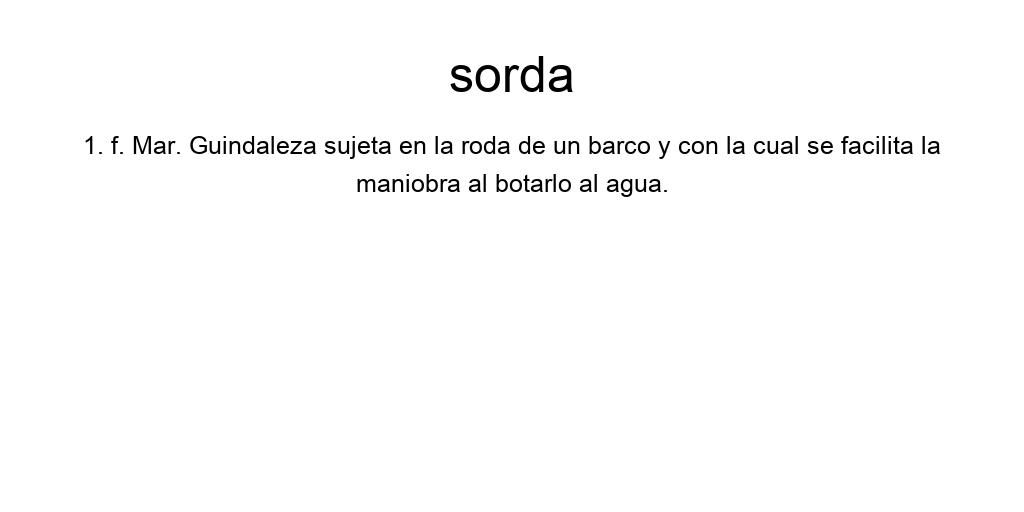 sorda
1. f. Mar. Guindaleza sujeta en la roda de un barco y con la cual se facilita la
maniobra al botarlo al agua.